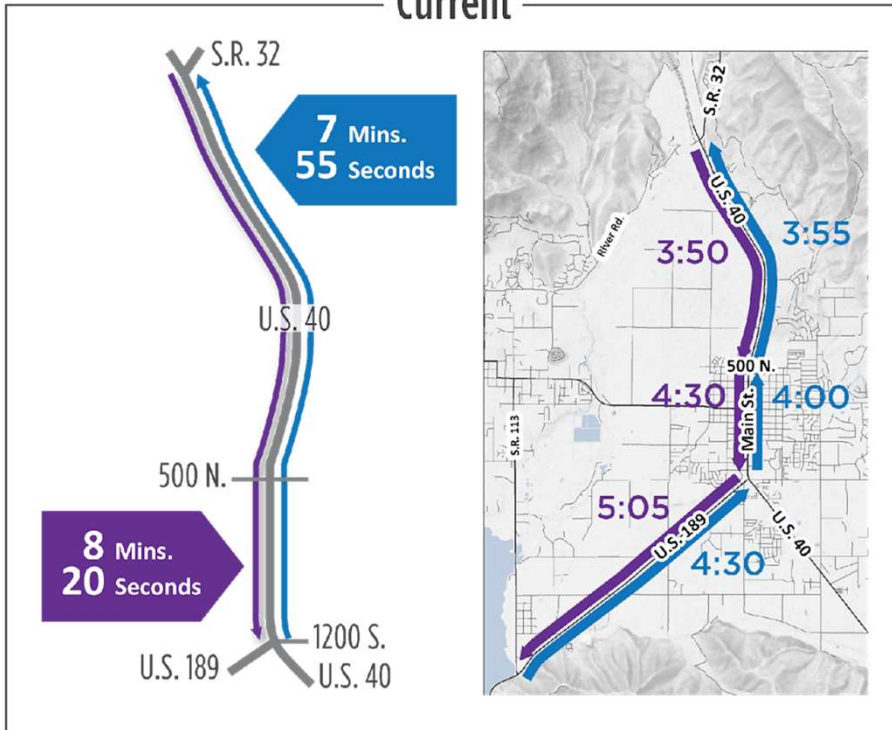 Current
S.R. 32
7 Mins.
55 Seconds
U.S. 40
500 N.
8 Mins.
20 Seconds
1200 S.
U.S. 189
U.S. 40
S.R. 32
U.S. 40
River Rd.
3:50
3:55
500 N.
4:30
Main St.
4:00
S.R. 113
5:05
U.S.-189
4:30
U.S. 40